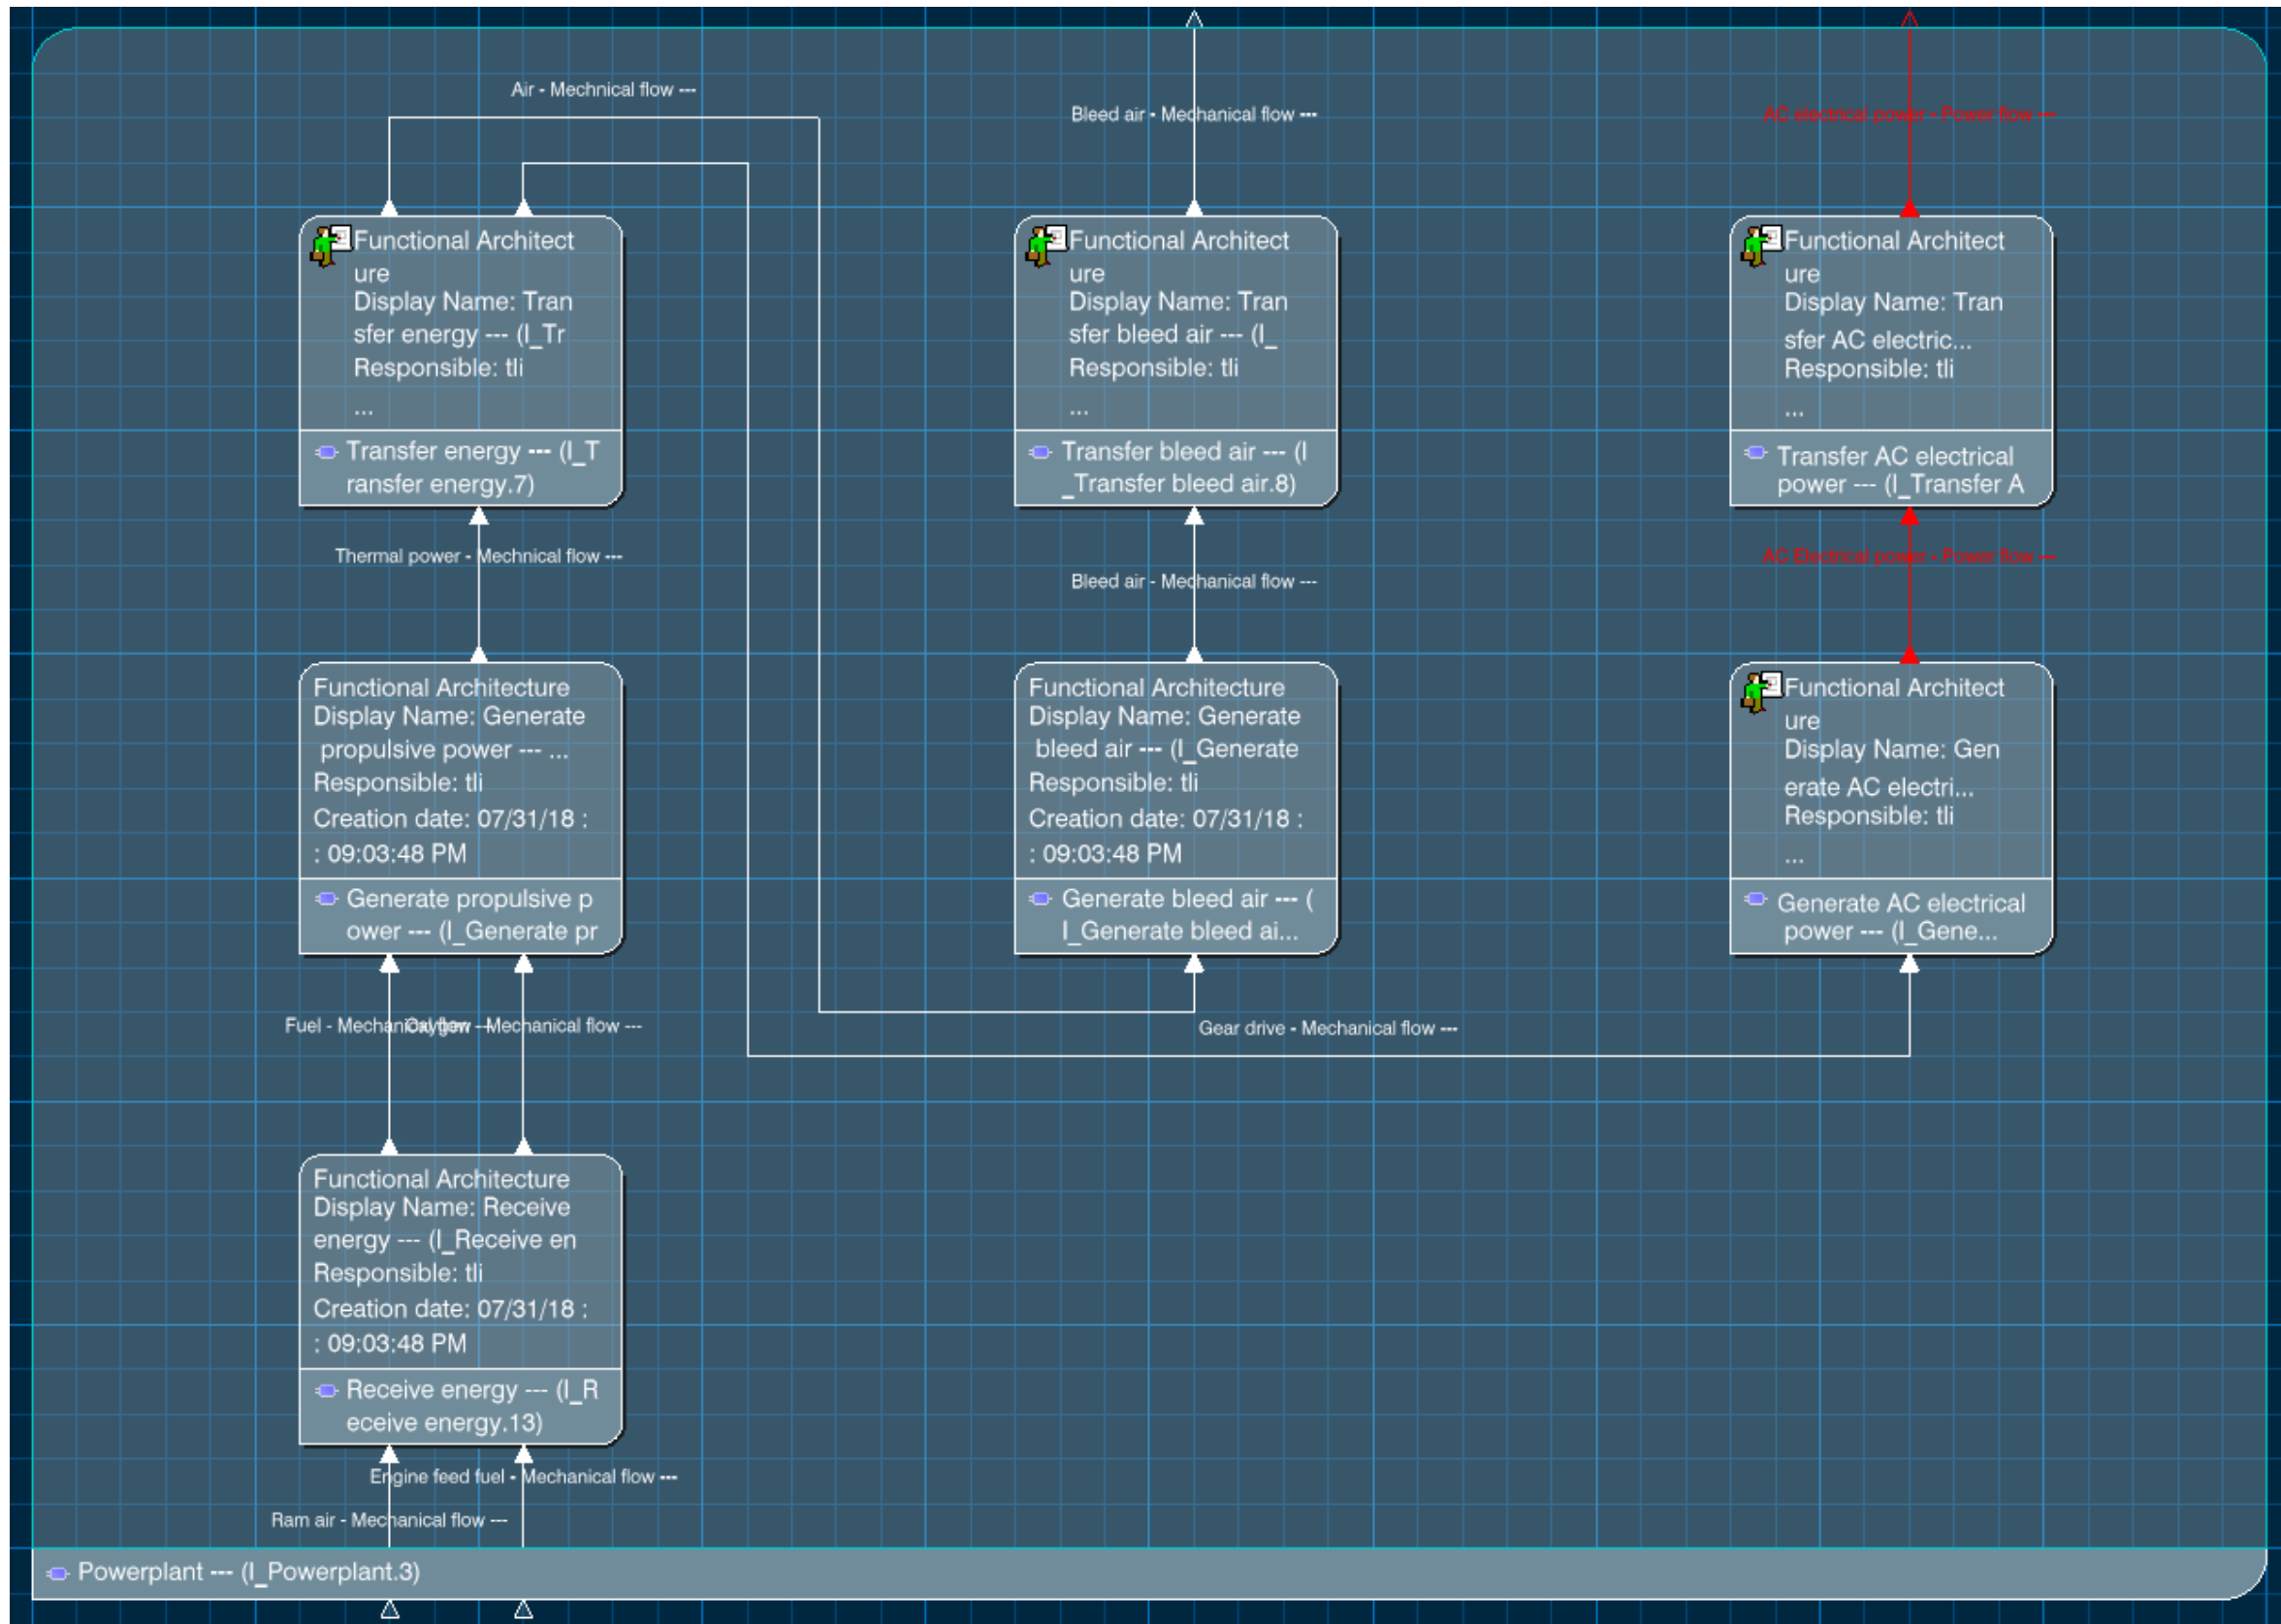 Air - Mechnical flow ---
Bleed air - Mechanical flow ---
AC electrical power - Power flow ---
Functional Architect
ure
Display Name: Tran
sfer energy --- (I_Tr
Responsible: tli
...
Transfer energy --- (I_T
ransfer energy.7)
Functional Architect
ure
Display Name: Tran
sfer bleed air --- (I_
Responsible: tli
...
Transfer bleed air --- (I
_Transfer bleed air.8)
Functional Architect
ure
Display Name: Tran
sfer AC electric...
Responsible: tli
...
Transfer AC electrical
power --- (I_Transfer A
Thermal power - Mechnical flow ---
Bleed air - Mechanical flow ---
AC Electrical power - Power flow ---
Functional Architecture
Display Name: Generate
propulsive power --- ...
Responsible: tli
Creation date: 07/31/18 :
: 09:03:48 PM
Generate propulsive p
ower --- (I_Generate pr
Functional Architecture
Display Name: Generate
bleed air --- (I_Generate
Responsible: tli
Creation date: 07/31/18 :
: 09:03:48 PM
Generate bleed air --- (
I_Generate bleed ai...
Functional Architect
ure
Display Name: Gen
erate AC electri...
Responsible: tli
...
Generate AC electrical
power --- (I_Gene...
Fuel - Mechanical flow ---
Oxygen - Mechanical flow ---
Gear drive - Mechanical flow ---
Functional Architecture
Display Name: Receive
energy --- (I_Receive en
Responsible: tli
Creation date: 07/31/18 :
: 09:03:48 PM
Receive energy --- (I_R
eceive energy.13)
Engine feed fuel - Mechanical flow ---
Ram air - Mechanical flow ---
Powerplant --- (I_Powerplant.3)